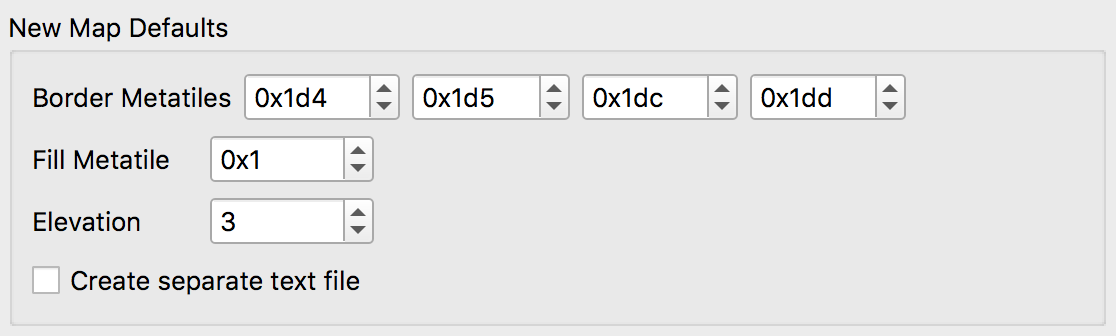 New Map Defaults
Border Metatiles 0x1d4 0x1d5 0x1dc 0x1dd
Fill Metatile 0x1
Elevation 3
Create separate text file